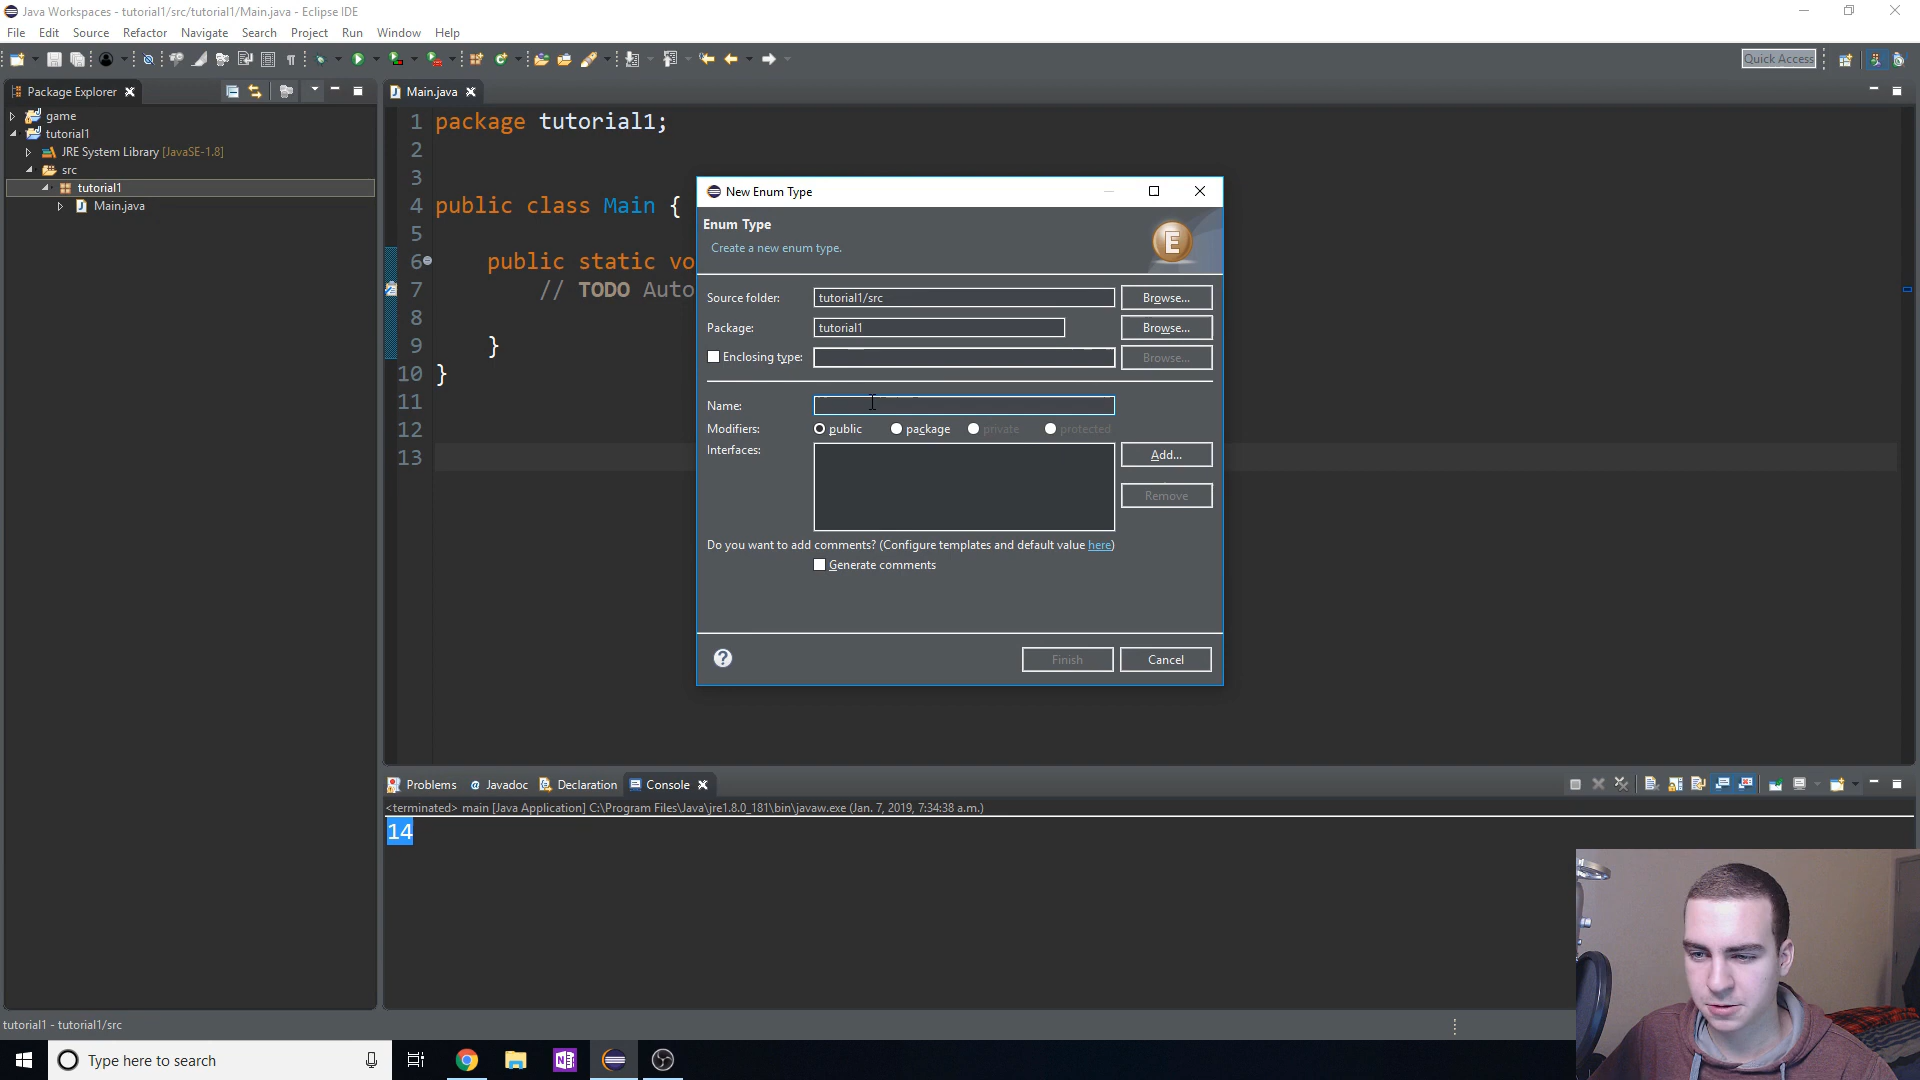 Java Workspaces - tutorial1/src/tutorial1/Main.java - Eclipse IDE
File Edit Source Refactor Navigate Search Project Run Window Help
Quick Access
Package Explorer
game
tutorial1
JRE System Library [JavaSE-1.8]
src
tutorial1
Main.java
Main.java
1 package tutorial1;
2
3
4 public class Main {
5
6 public static vo
7 // TODO Auto
8
9 }
10 }
11
12
13
New Enum Type
Enum Type
Create a new enum type.
E
Source folder: tutorial1/src Browse...
Package: tutorial1 Browse...
Enclosing type: Browse...
Name:
Modifiers: public package private protected
Interfaces: Add...
Remove
Do you want to add comments? (Configure templates and default value here)
Generate comments
? Finish Cancel
Problems @ Javadoc Declaration Console
<terminated> main [Java Application] C:\Program Files\Java\jre1.8.0_181\bin\javaw.exe (Jan. 7, 2019, 7:34:38 a.m.)
14
tutorial1 - tutorial1/src
Type here to search
N